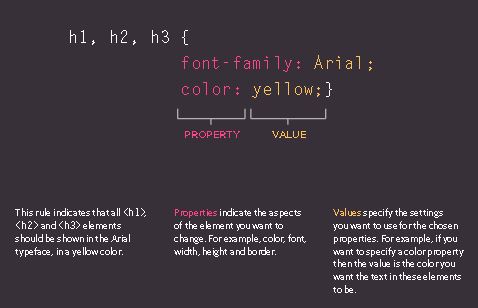 h1, h2, h3 {
font-family: Arial;
color: yellow;}
PROPERTY
VALUE
This rule indicates that all <h1>,
<h2> and <h3> elements
should be shown in the Arial
typeface, in a yellow color.
Properties indicate the aspects
of the element you want to
change. For example, color, font,
width, height and border.
Values specify the settings
you want to use for the chosen
properties. For example, if you
want to specify a color property
then the value is the color you
want the text in these elements
to be.